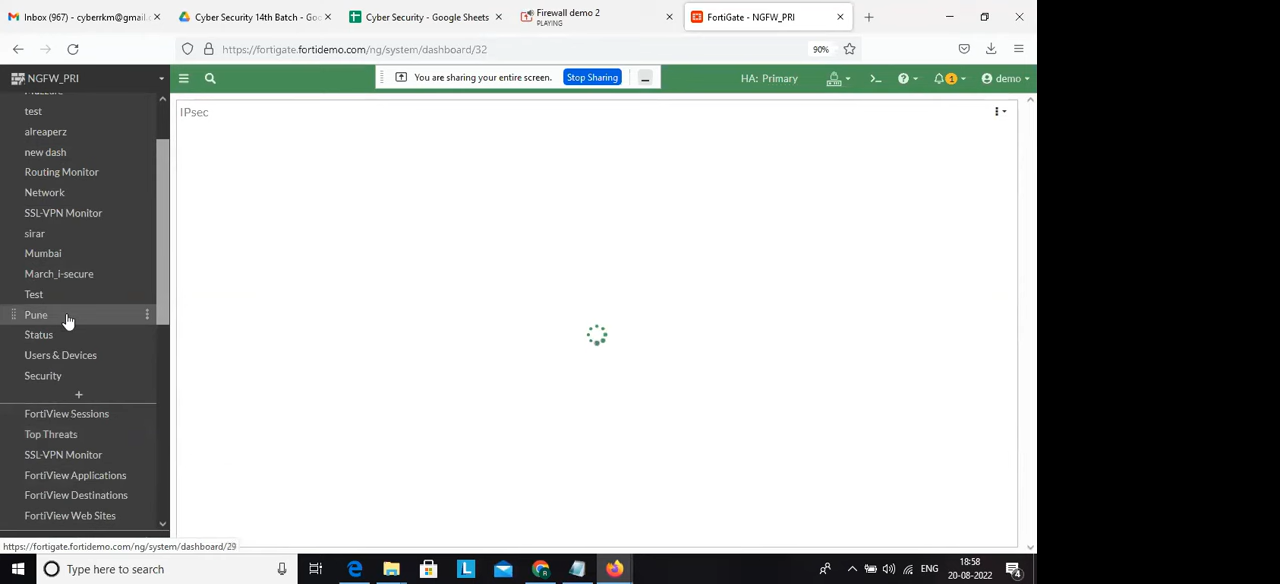 Inbox (967) - cyberrkm@gmail.c
Cyber Security 14th Batch - Goo
Cyber Security - Google Sheets
Firewall demo 2
PLAYING
FortiGate - NGFW_PRI
https://fortigate.fortidemo.com/ng/system/dashboard/32
90%
NGFW_PRI
You are sharing your entire screen.
Stop Sharing
HA: Primary
1
demo
test
alreaperz
new dash
Routing Monitor
Network
SSL-VPN Monitor
sirar
Mumbai
March_i-secure
Test
Pune
Status
Users & Devices
Security
+
FortiView Sessions
Top Threats
SSL-VPN Monitor
FortiView Applications
FortiView Destinations
FortiView Web Sites
IPsec
https://fortigate.fortidemo.com/ng/system/dashboard/29
Type here to search
ENG
18:58
20-08-2022
4